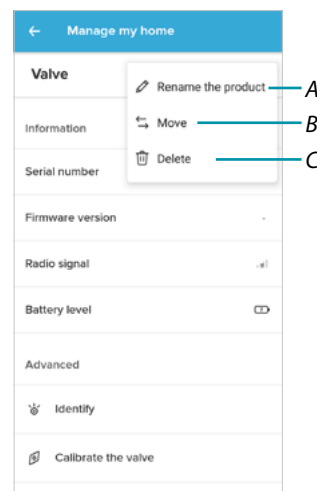 Manage my home
Valve
Rename the product A
Move B
Delete C
Information
Serial number
Firmware version -
Radio signal
Battery level
Advanced
Identify
Calibrate the valve